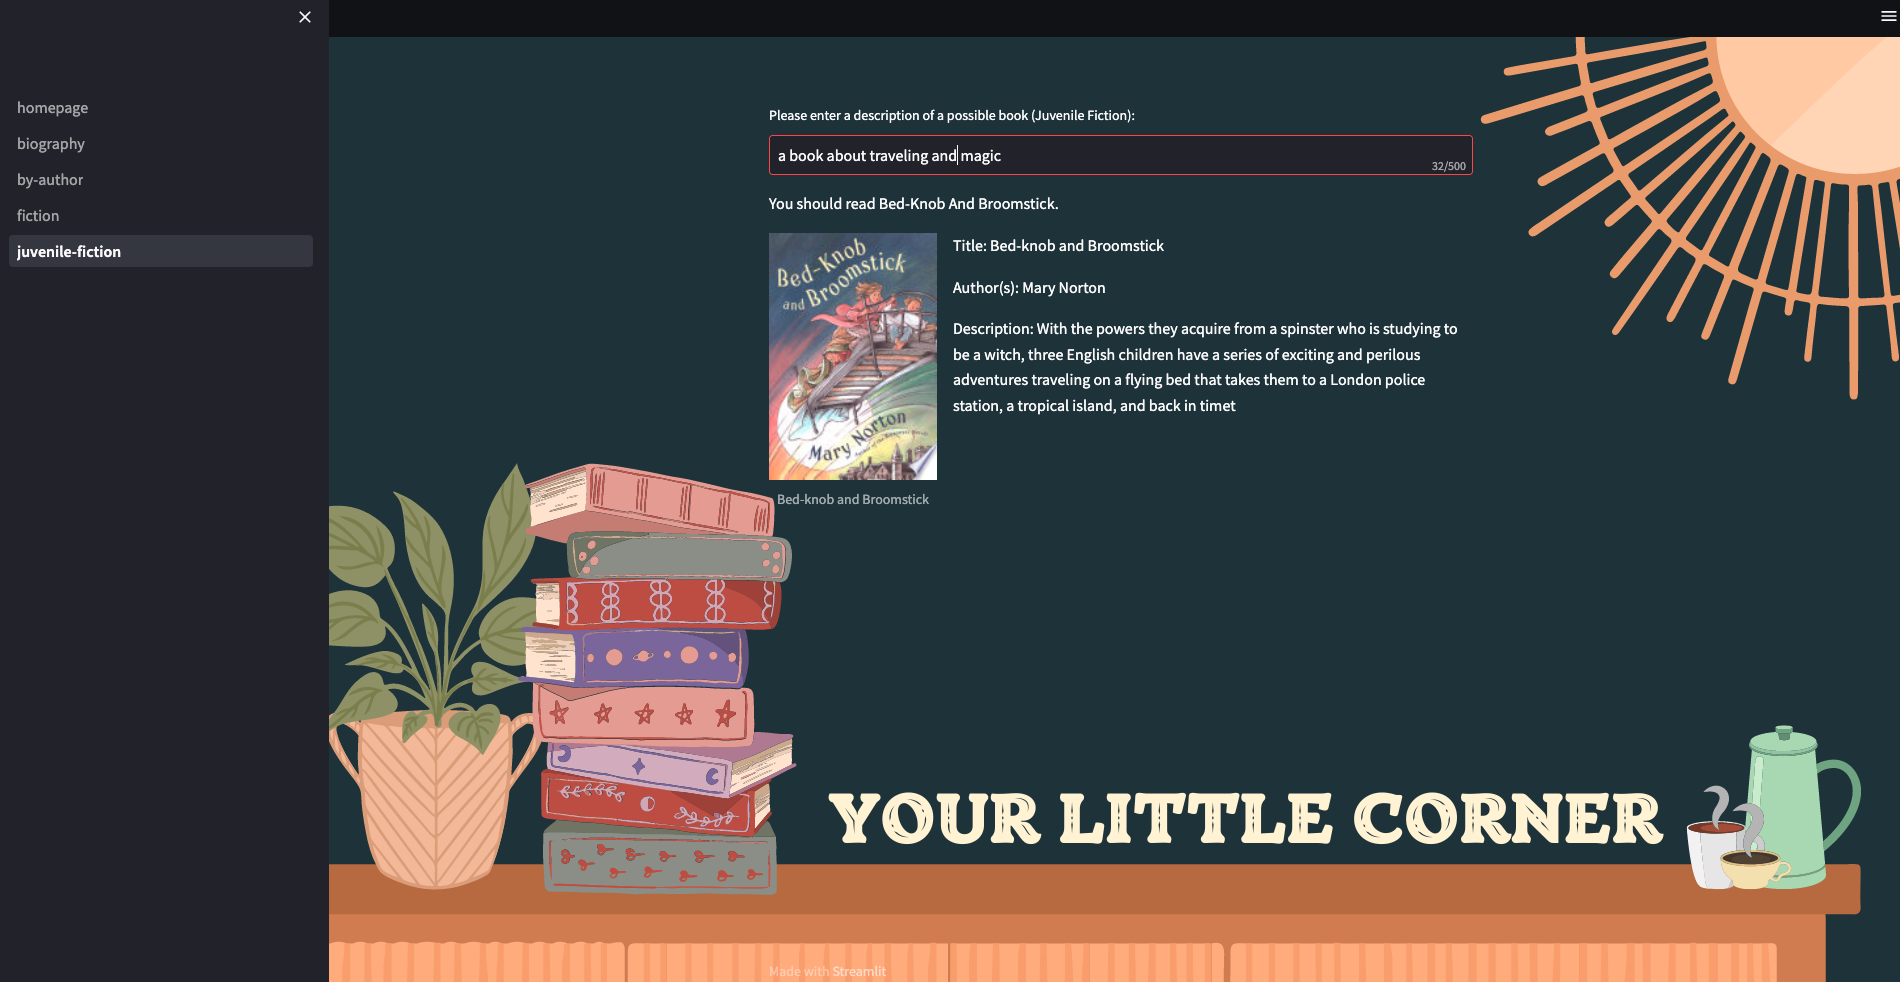 homepage
biography
by-author
fiction
juvenile-fiction
Please enter a description of a possible book (Juvenile Fiction):
a book about traveling and magic
32/500
You should read Bed-Knob And Broomstick.
Bed-Knob
and Broomstick
Mary Norton
Title: Bed-knob and Broomstick
Author(s): Mary Norton
Description: With the powers they acquire from a spinster who is studying to
be a witch, three English children have a series of exciting and perilous
adventures traveling on a flying bed that takes them to a London police
station, a tropical island, and back in timet
Bed-knob and Broomstick
YOUR LITTLE CORNER
Made with Streamlit